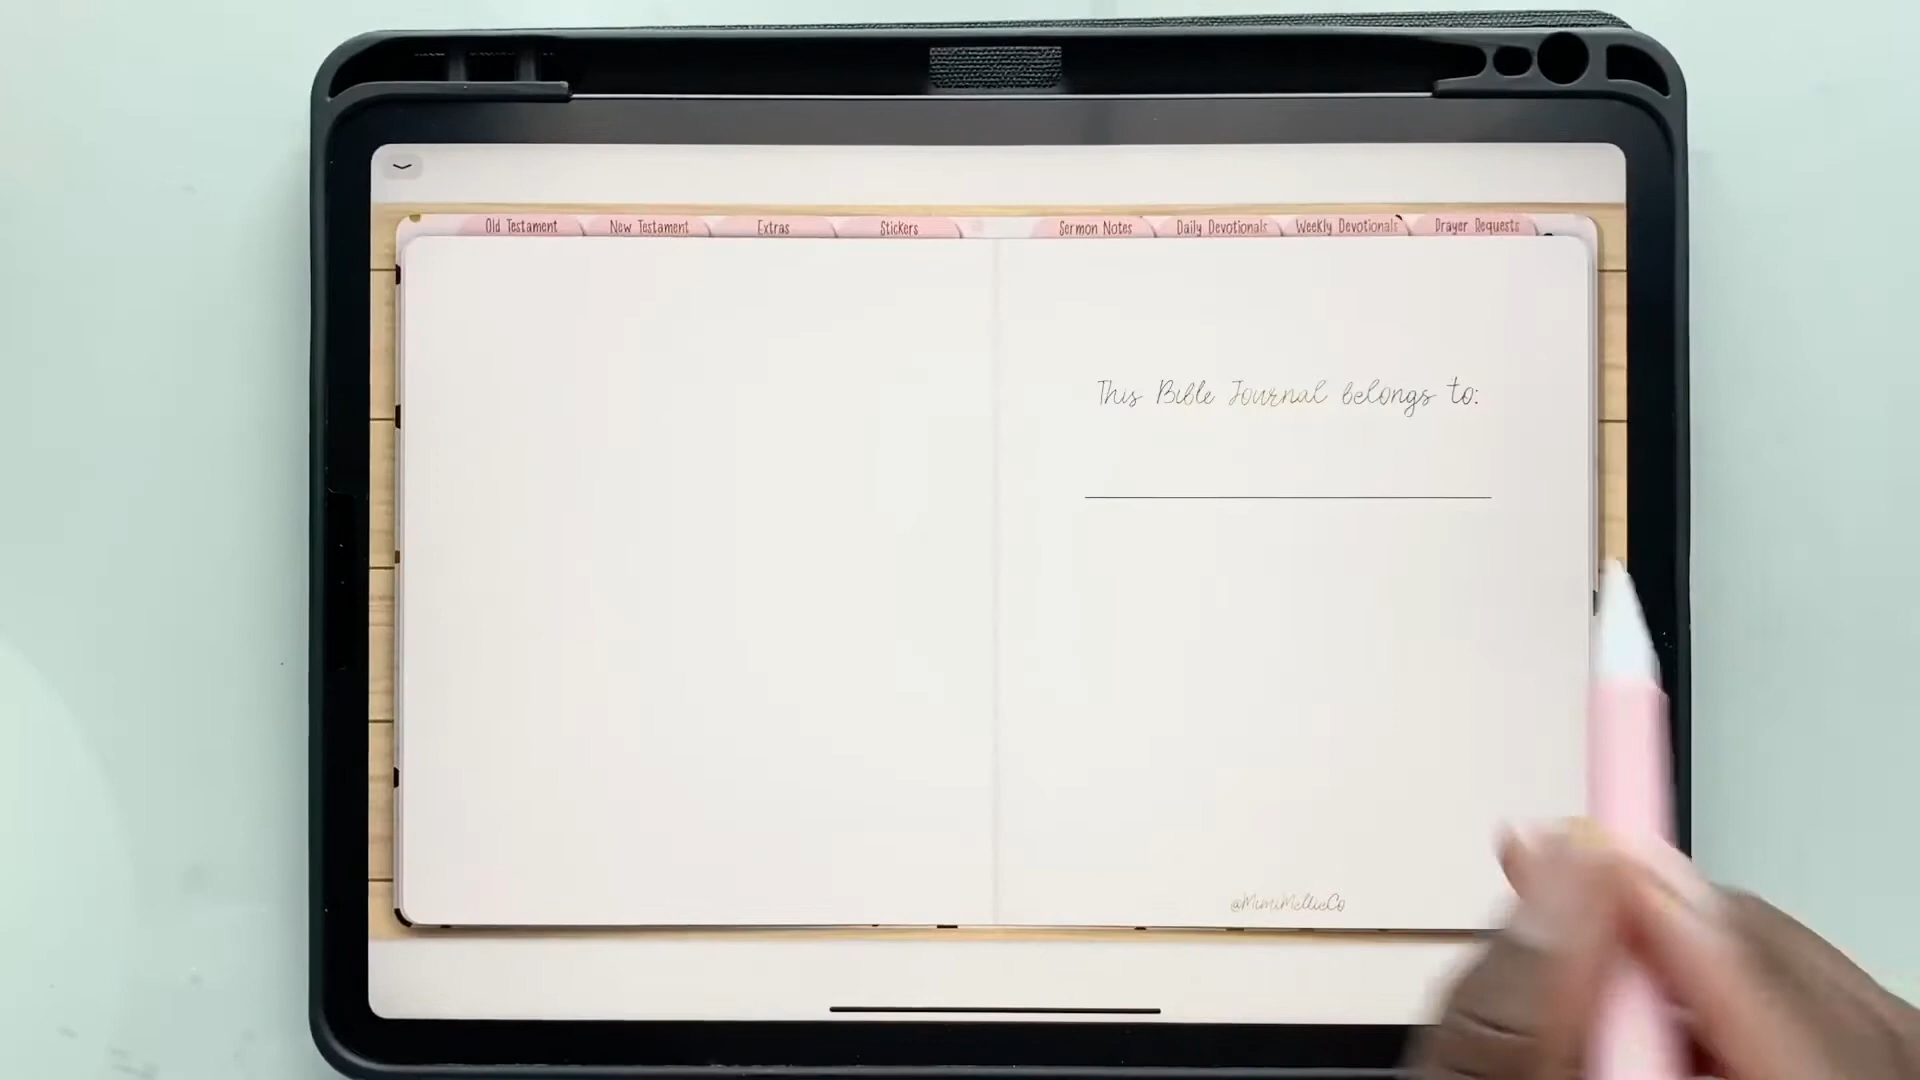 Old Testament
New Testament
Extras
Stickers
Sermon Notes
Daily Devotionals
Weekly Devotionals
Prayer Requests
This Bible Journal belongs to:
@MimiMellieCo